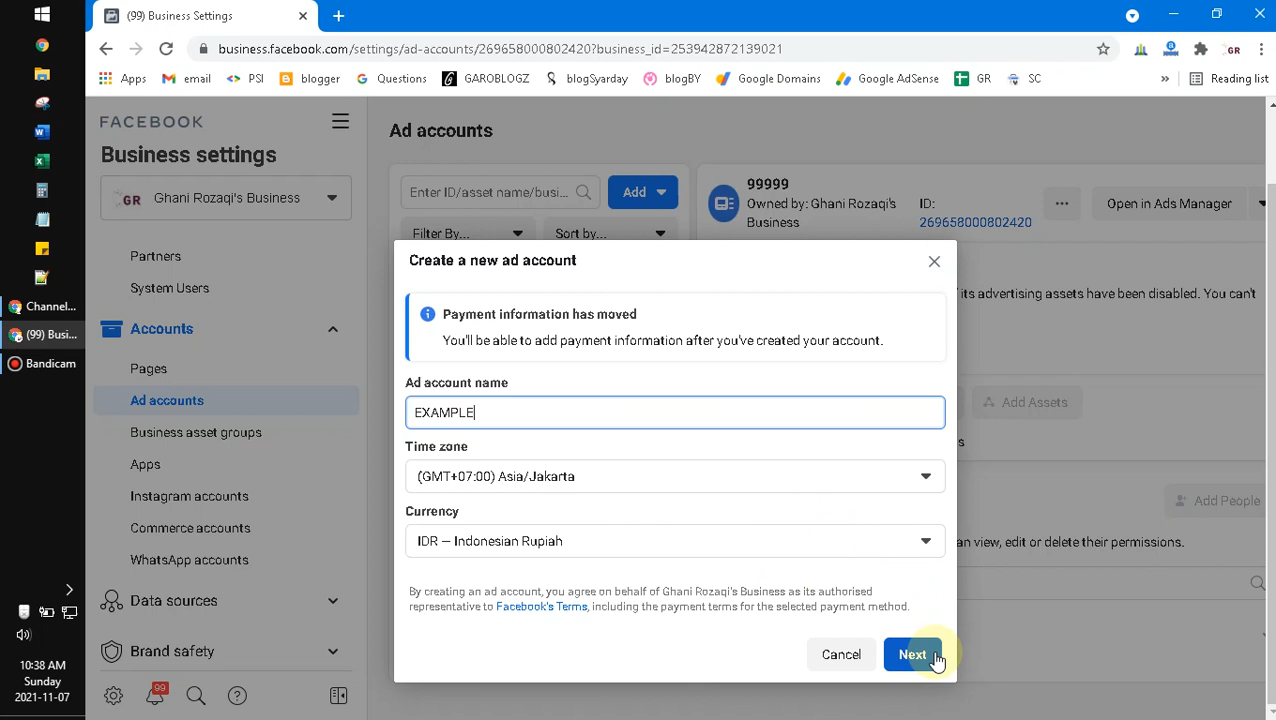 (99) Business Settings
business.facebook.com/settings/ad-accounts/269658000802420?business_id=253942872139021
Apps
email
PSI
blogger
Questions
GAROBLOGZ
blogSyarday
blogBY
Google Domains
Google AdSense
GR
SC
»
Reading list
FACEBOOK
Business settings
GR Ghani Rozaqi's Business
Partners
System Users
Accounts
Pages
Ad accounts
Business asset groups
Apps
Instagram accounts
Commerce accounts
WhatsApp accounts
Data sources
Brand safety
99
Ad accounts
Enter ID/asset name/busi...
Add
Filter By...
Sort by...
99999
Owned by: Ghani Rozaqi's
Business
ID:
269658000802420
Open in Ads Manager
its advertising assets have been disabled. You can't
Add Assets
Add People
an view, edit or delete their permissions.
Create a new ad account
Payment information has moved
You'll be able to add payment information after you've created your account.
Ad account name
EXAMPLE
Time zone
(GMT+07:00) Asia/Jakarta
Currency
IDR — Indonesian Rupiah
By creating an ad account, you agree on behalf of Ghani Rozaqi's Business as its authorised
representative to Facebook's Terms, including the payment terms for the selected payment method.
Cancel
Next
Channel...
(99) Busi...
Bandicam
10:38 AM
Sunday
2021-11-07